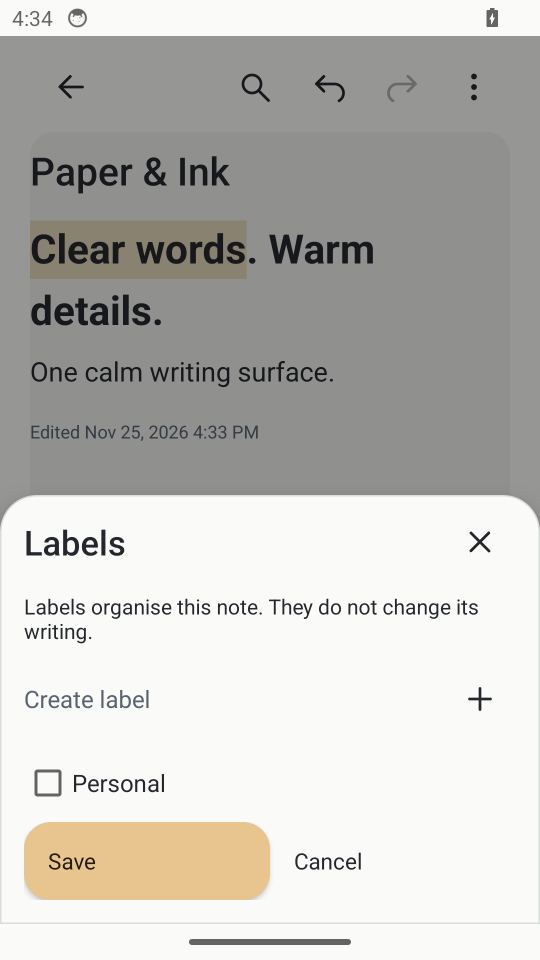 4:34
Paper & Ink
Clear words. Warm
details.
One calm writing surface.
Edited Nov 25, 2026 4:33 PM
Labels
Labels organise this note. They do not change its
writing.
Create label
Personal
Save
Cancel